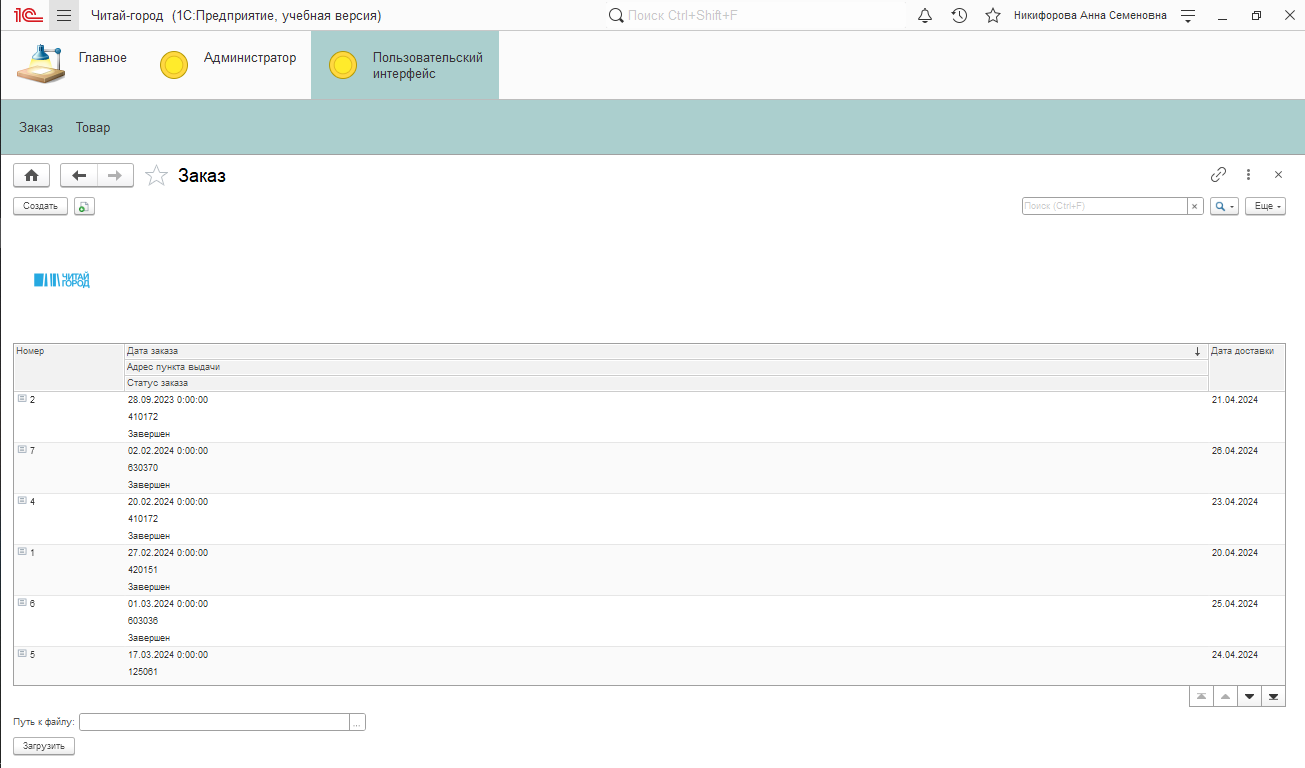 1С Читай-город (1С:Предприятие, учебная версия) Поиск Ctrl+Shift+F Никифорова Анна Семеновна
Главное Администратор Пользовательский интерфейс
Заказ Товар
Заказ
Создать Поиск (Ctrl+F) × Еще
ЧИТАЙ
ГОРОД
Номер Дата заказа Дата доставки
Адрес пункта выдачи
Статус заказа
2 28.09.2023 0:00:00 21.04.2024
410172
Завершен
7 02.02.2024 0:00:00 26.04.2024
630370
Завершен
4 20.02.2024 0:00:00 23.04.2024
410172
Завершен
1 27.02.2024 0:00:00 20.04.2024
420151
Завершен
6 01.03.2024 0:00:00 25.04.2024
603036
Завершен
5 17.03.2024 0:00:00 24.04.2024
125061
Путь к файлу: ...
Загрузить